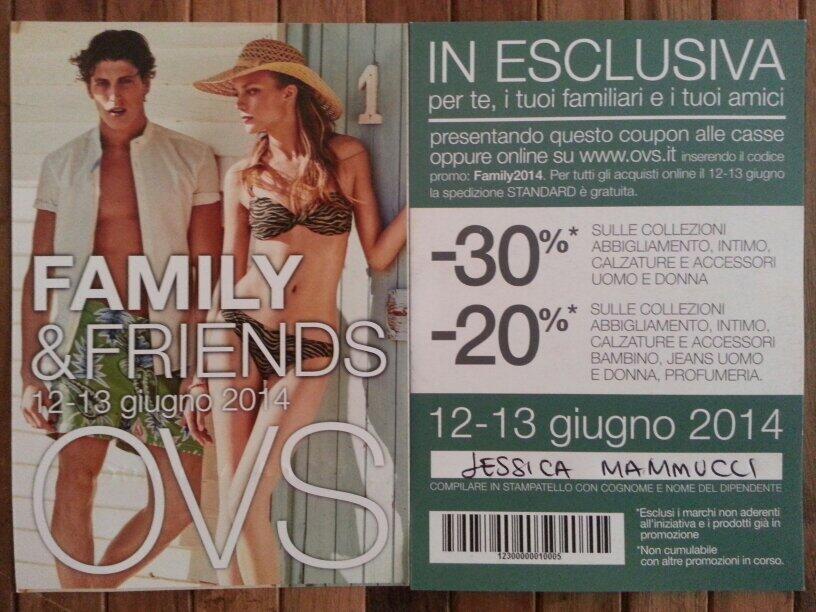 1
FAMILY
&FRIENDS
12-13 giugno 2014
OVS
IN ESCLUSIVA
per te, i tuoi familiari e i tuoi amici
presentando questo coupon alle casse
oppure online su www.ovs.it inserendo il codice
promo: Family2014. Per tutti gli acquisti online il 12-13 giugno
la spedizione STANDARD è gratuita.
-30%*
SULLE COLLEZIONI
ABBIGLIAMENTO, INTIMO,
CALZATURE E ACCESSORI
UOMO E DONNA
-20%*
SULLE COLLEZIONI
ABBIGLIAMENTO, INTIMO,
CALZATURE E ACCESSORI
BAMBINO, JEANS UOMO
E DONNA, PROFUMERIA.
12-13 giugno 2014
JESSICA MAMMUCCI
COMPILARE IN STAMPATELLO CON COGNOME E NOME DEL DIPENDENTE
12300000010005
*Esclusi i marchi non aderenti
all'iniziativa e i prodotti già in
promozione
*Non cumulabile
con altre promozioni in corso.